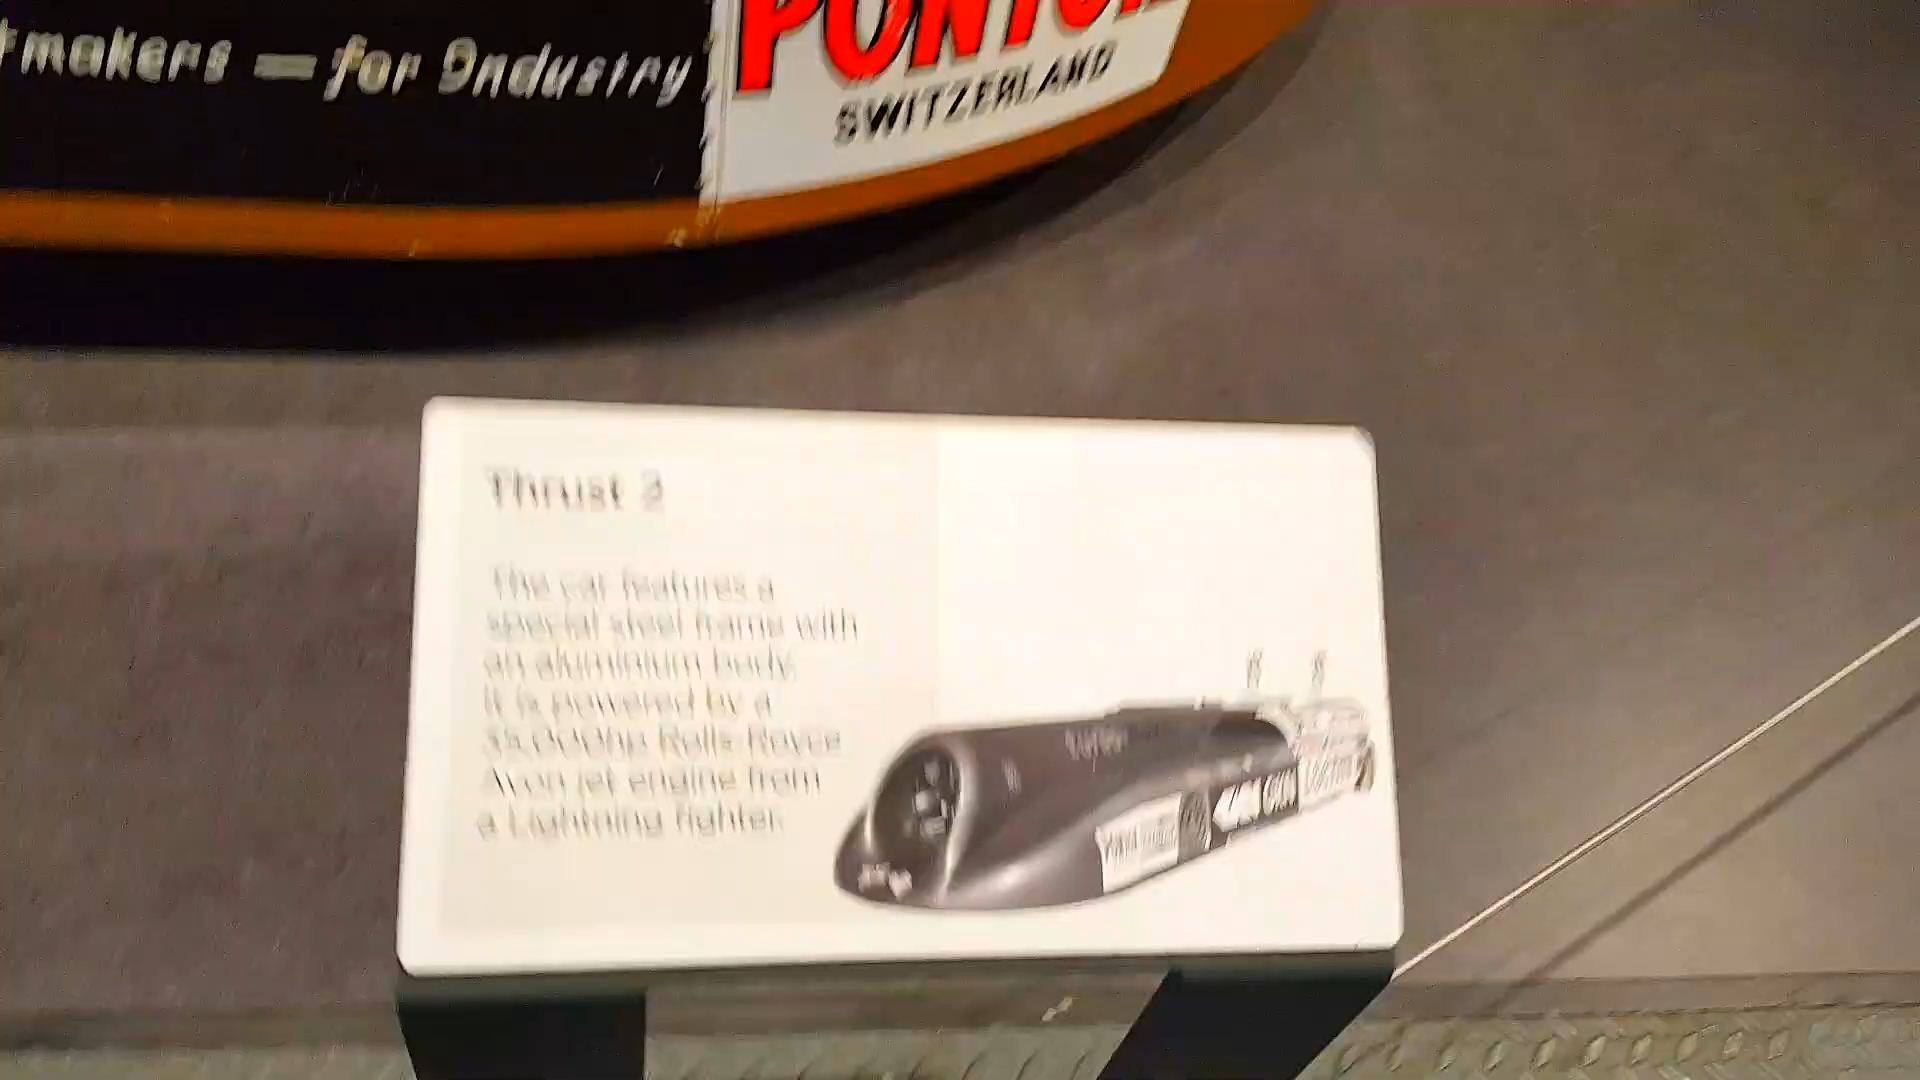 makers — for Industry
SWITZERLAND
Thrust 2
The car features a
special steel frame with
an aluminium body.
It is powered by a
Rolls Royce
Avon jet engine from
a Lightning fighter.